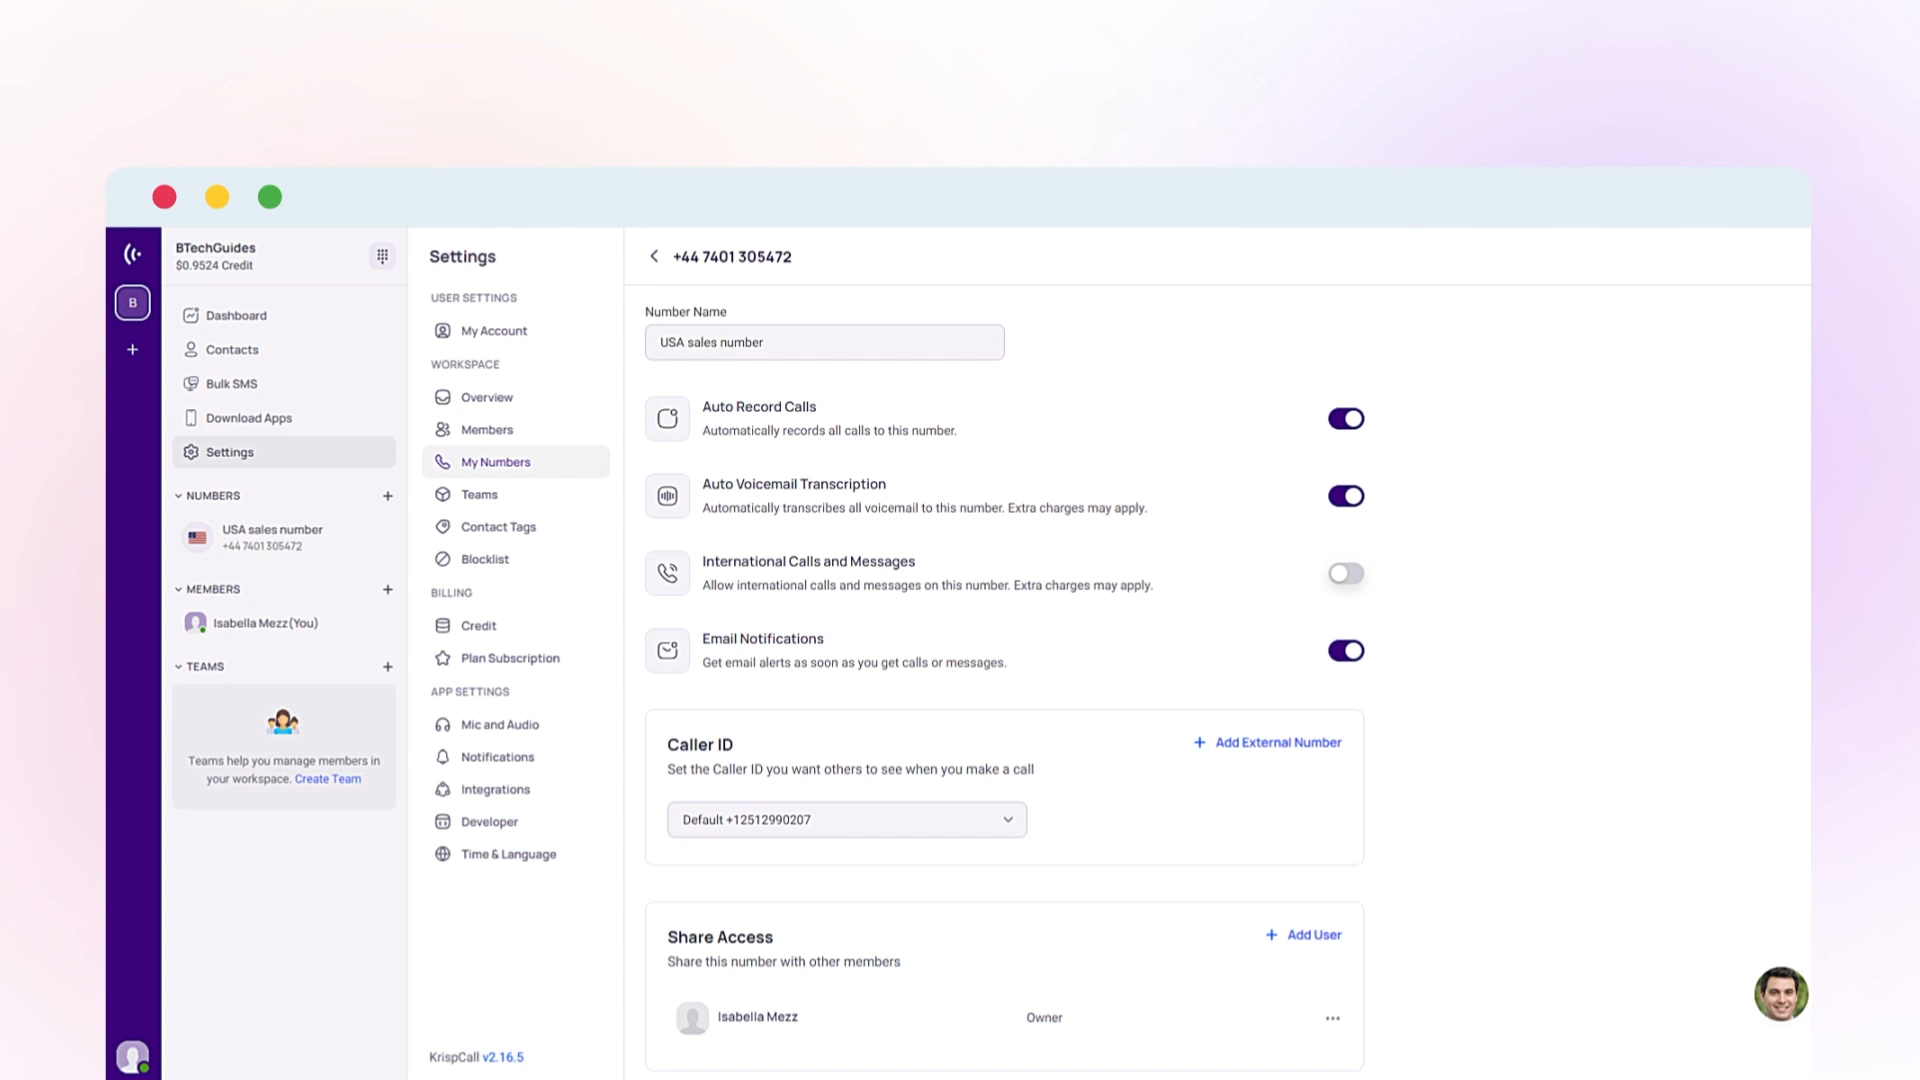 BTechGuides
$0.9524 Credit
B
Dashboard
Contacts
Bulk SMS
Download Apps
Settings
NUMBERS
USA sales number
+44 7401 305472
MEMBERS
Isabella Mezz(You)
TEAMS
Teams help you manage members in
your workspace. Create Team
Settings
USER SETTINGS
My Account
WORKSPACE
Overview
Members
My Numbers
Teams
Contact Tags
Blocklist
BILLING
Credit
Plan Subscription
APP SETTINGS
Mic and Audio
Notifications
Integrations
Developer
Time & Language
KrispCall v2.16.5
+44 7401 305472
Number Name
USA sales number
Auto Record Calls
Automatically records all calls to this number.
Auto Voicemail Transcription
Automatically transcribes all voicemail to this number. Extra charges may apply.
International Calls and Messages
Allow international calls and messages on this number. Extra charges may apply.
Email Notifications
Get email alerts as soon as you get calls or messages.
Caller ID
+ Add External Number
Set the Caller ID you want others to see when you make a call
Default +12512990207
Share Access
+ Add User
Share this number with other members
Isabella Mezz
Owner